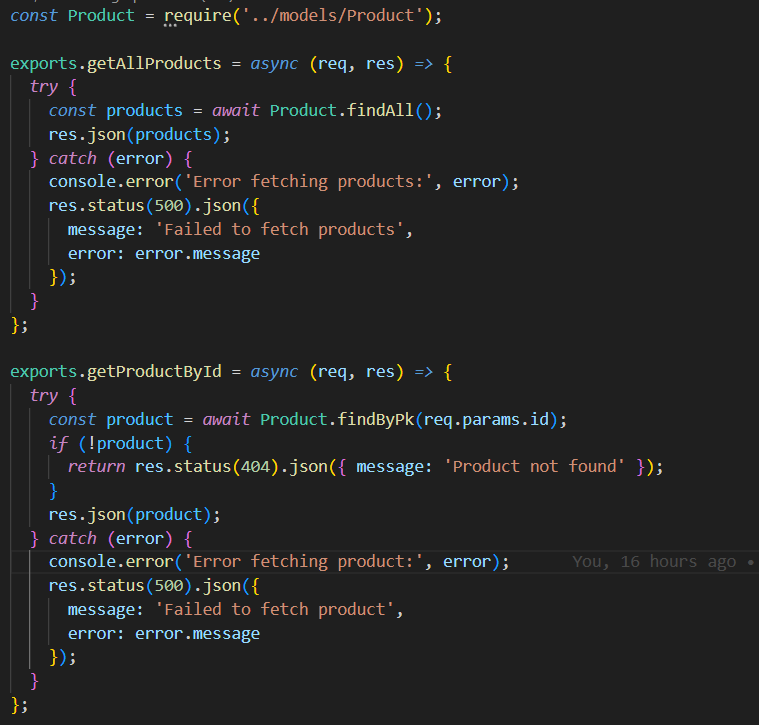 const Product = require('../models/Product');
exports.getAllProducts = async (req, res) => {
try {
const products = await Product.findAll();
res.json(products);
} catch (error) {
console.error('Error fetching products:', error);
res.status(500).json({
message: 'Failed to fetch products',
error: error.message
});
}
};
exports.getProductById = async (req, res) => {
try {
const product = await Product.findByPk(req.params.id);
if (!product) {
return res.status(404).json({ message: 'Product not found' });
}
res.json(product);
} catch (error) {
console.error('Error fetching product:', error); You, 16 hours ago •
res.status(500).json({
message: 'Failed to fetch product',
error: error.message
});
}
};